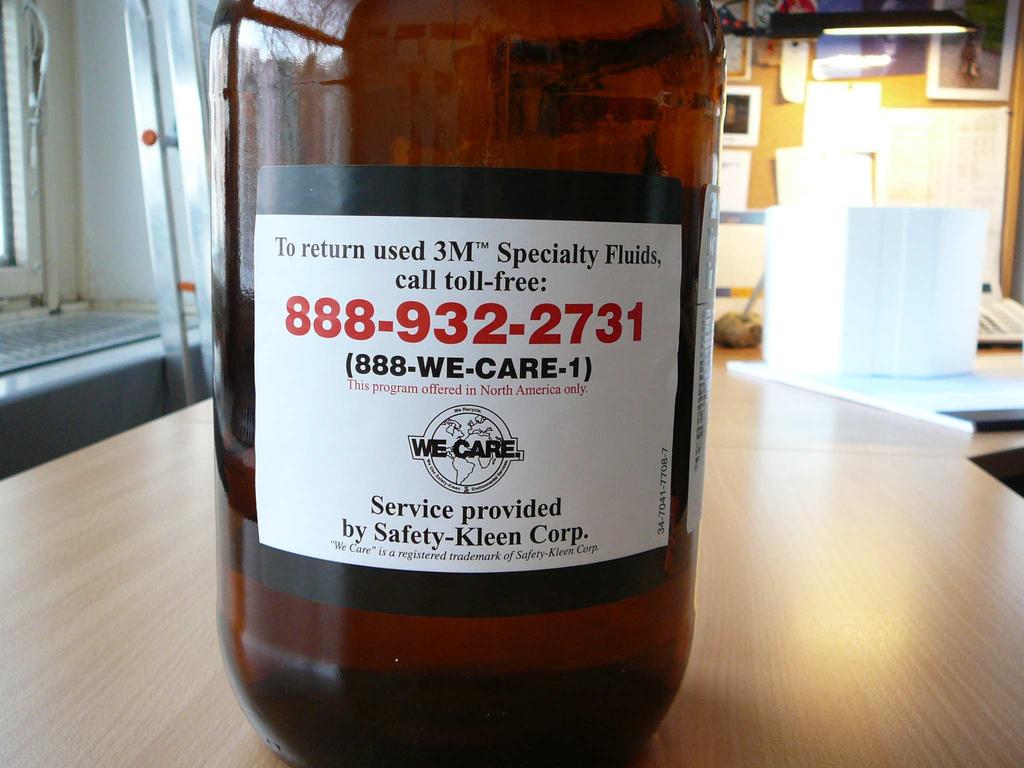 To return used 3M™ Specialty Fluids,
call toll-free:
888-932-2731
(888-WE-CARE-1)
This program offered in North America only.
We Recycle.
WE CARE.
Service provided
by Safety-Kleen Corp.
"We Care" is a registered trademark of Safety-Kleen Corp.
34-7041-7708-7